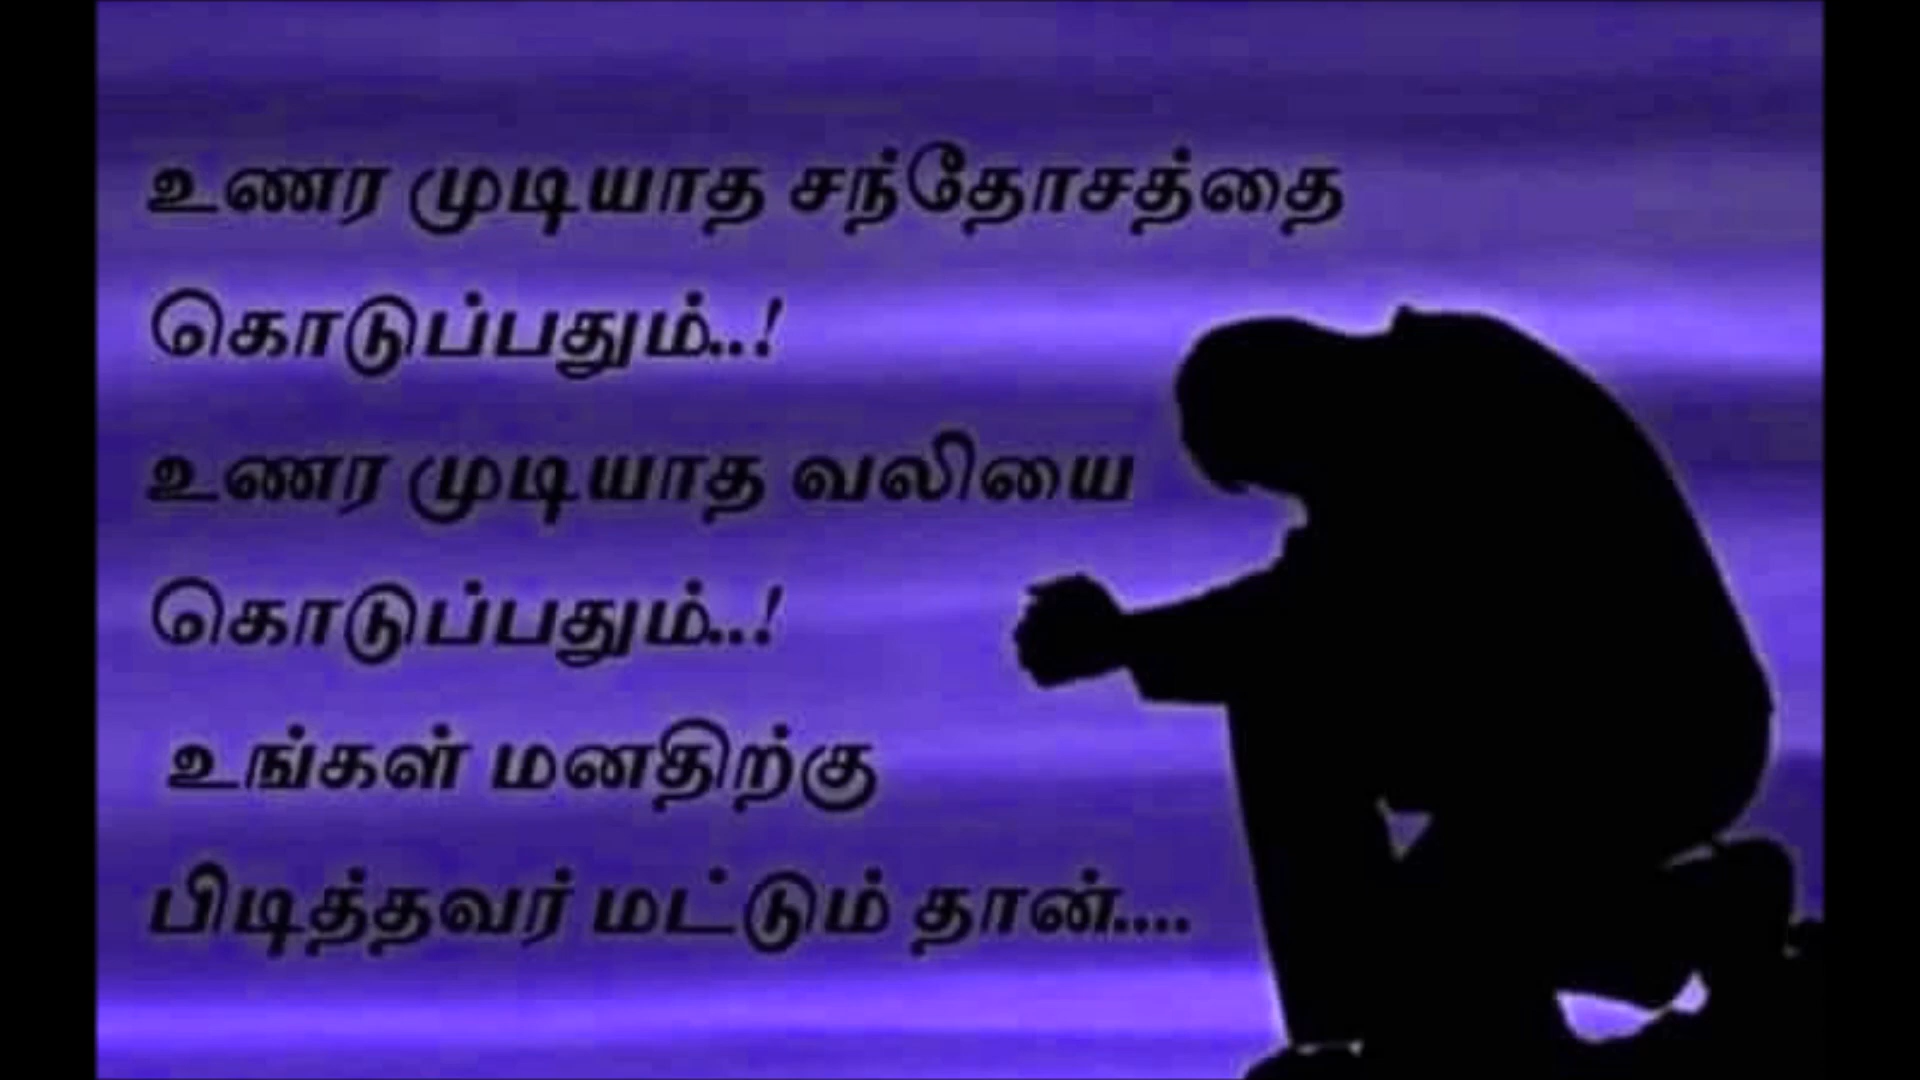 உணர முடியாத சந்தோசத்தை
கொடுப்பதும்..!
உணர முடியாத வலியை
கொடுப்பதும்..!
உங்கள் மனதிற்கு
பிடித்தவர் மட்டும் தான்....